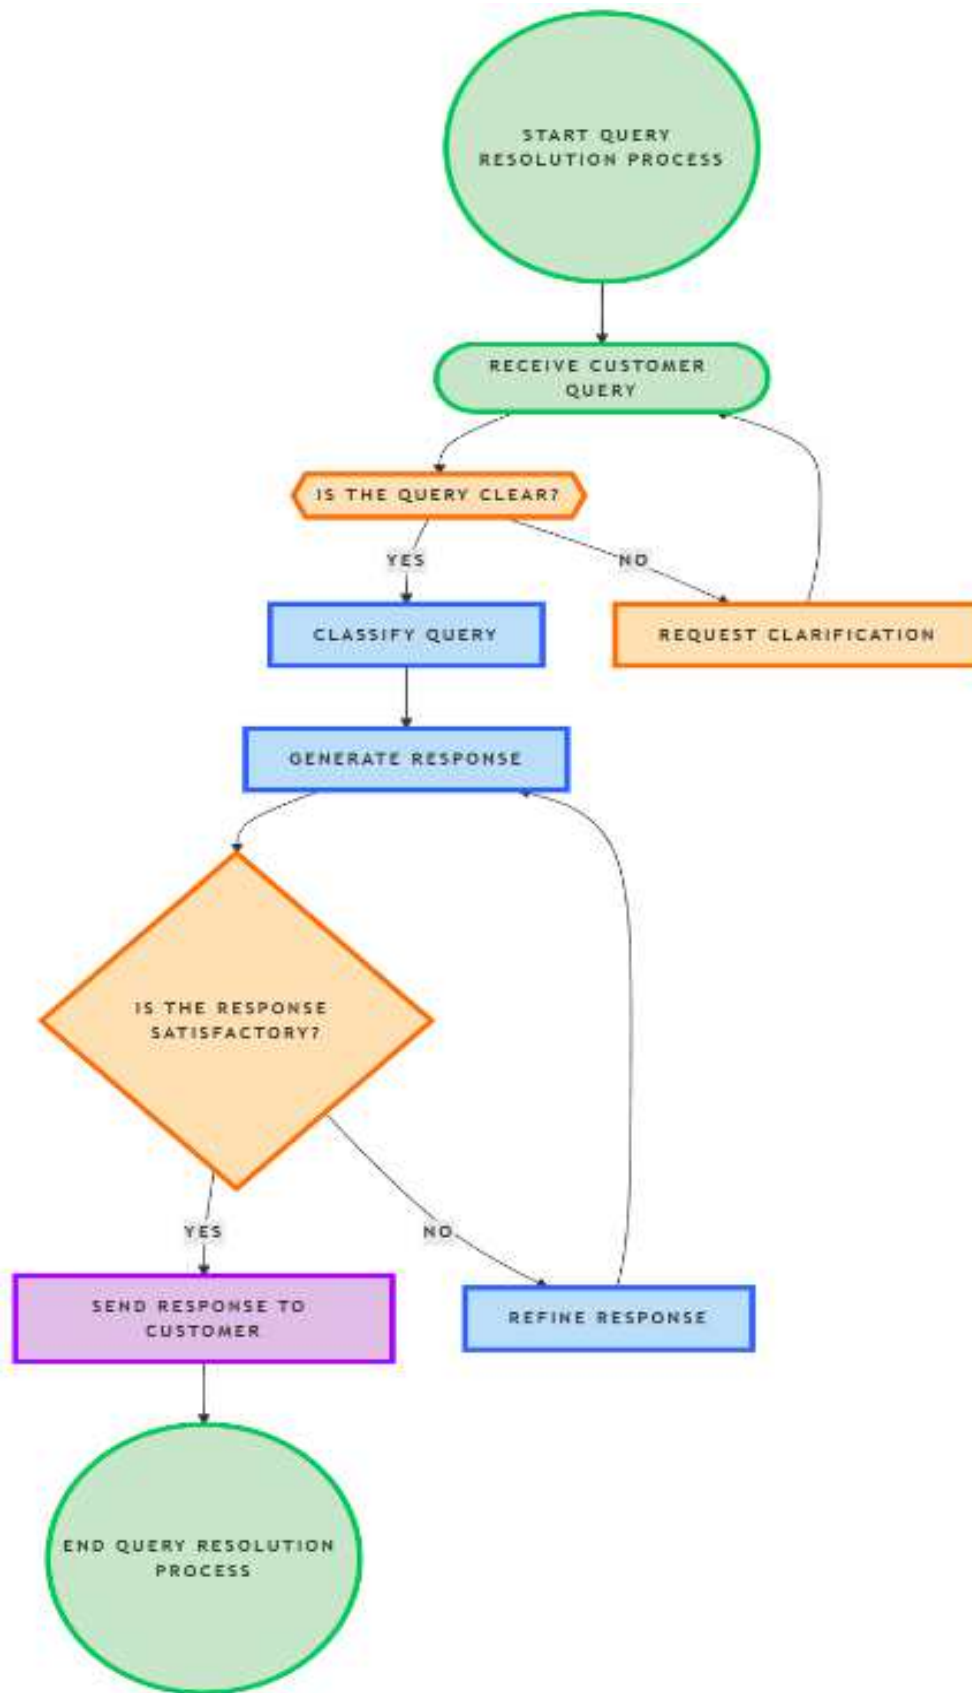 START QUERY
RESOLUTION PROCESS
RECEIVE CUSTOMER
QUERY
IS THE QUERY CLEAR?
YES
NO
CLASSIFY QUERY
REQUEST CLARIFICATION
GENERATE RESPONSE
IS THE RESPONSE
SATISFACTORY?
YES
NO
SEND RESPONSE TO
CUSTOMER
REFINE RESPONSE
END QUERY RESOLUTION
PROCESS